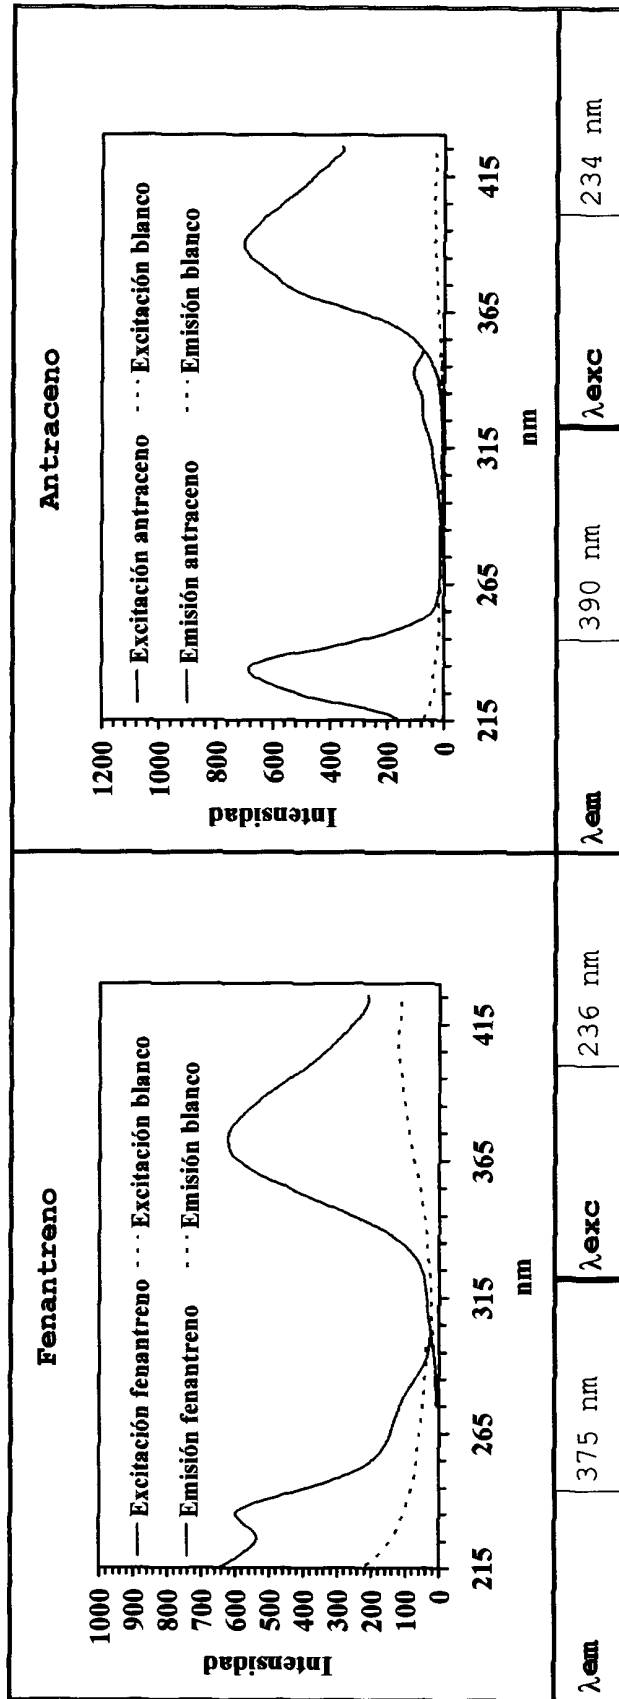 Fenantreno
Intensidad
1000
900
800
700
600
500
400
300
200
100
0
Excitación fenantreno
Excitación blanco
Emisión fenantreno
Emisión blanco
215
265
315
365
415
nm
λem
375 nm
λexc
236 nm
Antraceno
Intensidad
1200
1000
800
600
400
200
0
Excitación antraceno
Excitación blanco
Emisión antraceno
Emisión blanco
215
265
315
365
415
nm
λem
390 nm
λexc
234 nm